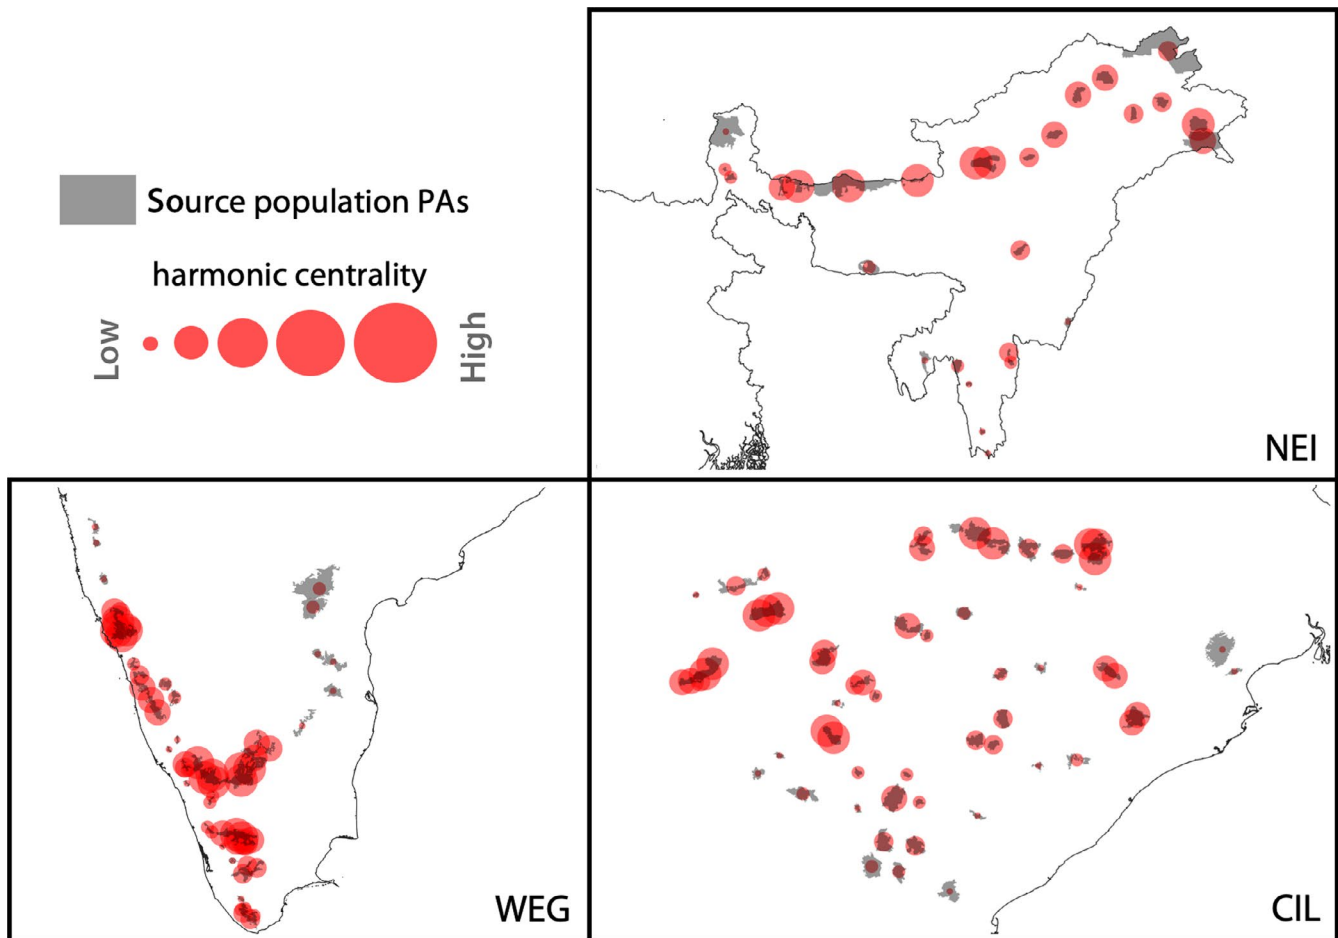 Source population PAs
harmonic centrality
Low
High
NEI
WEG
CIL